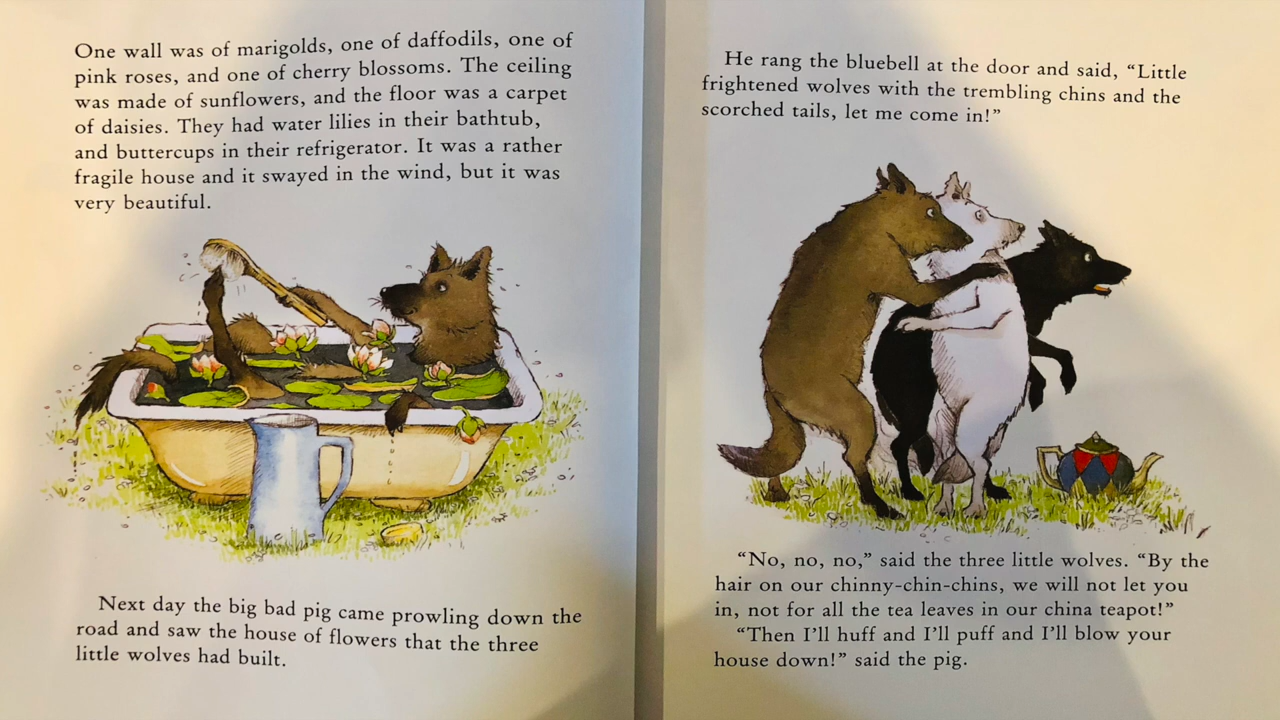 One wall was of marigolds, one of daffodils, one of
pink roses, and one of cherry blossoms. The ceiling
was made of sunflowers, and the floor was a carpet
of daisies. They had water lilies in their bathtub,
and buttercups in their refrigerator. It was a rather
fragile house and it swayed in the wind, but it was
very beautiful.
Next day the big bad pig came prowling down the
road and saw the house of flowers that the three
little wolves had built.
He rang the bluebell at the door and said, “Little
frightened wolves with the trembling chins and the
scorched tails, let me come in!”
“No, no, no,” said the three little wolves. “By the
hair on our chinny-chin-chins, we will not let you
in, not for all the tea leaves in our china teapot!”
“Then I’ll huff and I’ll puff and I’ll blow your
house down!” said the pig.